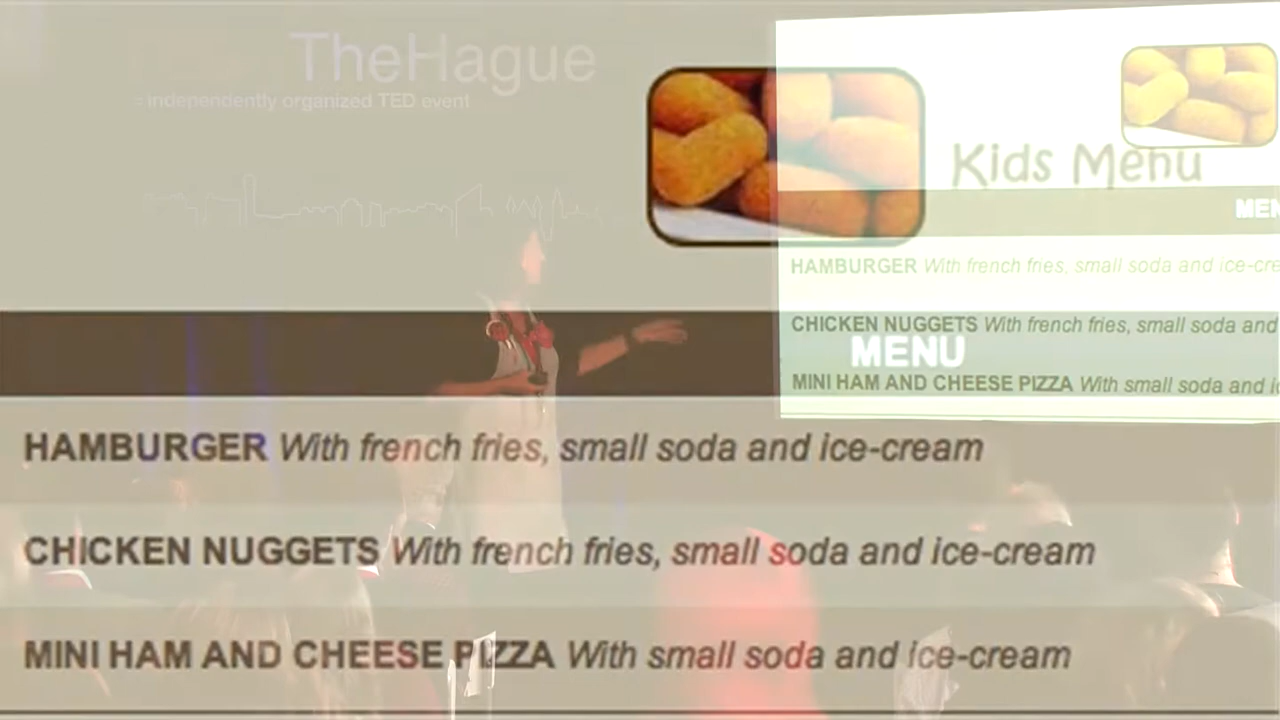 TheHague
independently organized TED event
Kids Menu
MEN
HAMBURGER With french fries, small soda and ice-cre
CHICKEN NUGGETS With french fries, small soda and
MENU
MINI HAM AND CHEESE PIZZA With small soda and ic
HAMBURGER With french fries, small soda and ice-cream
CHICKEN NUGGETS With french fries, small soda and ice-cream
MINI HAM AND CHEESE PIZZA With small soda and ice-cream